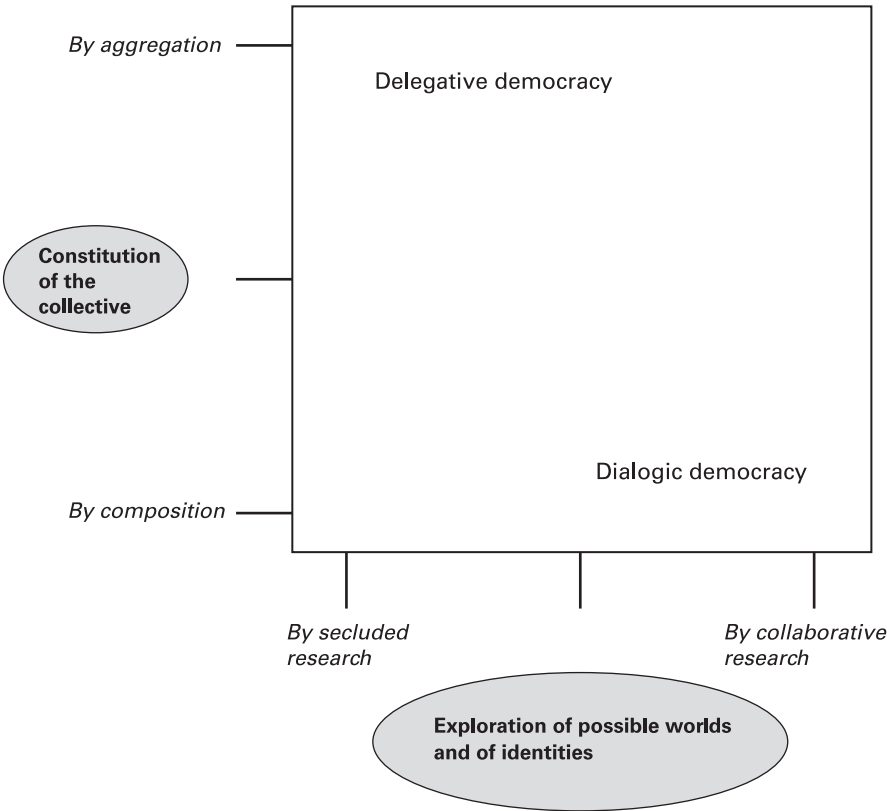 By aggregation
Delegative democracy
Constitution
of the
collective
Dialogic democracy
By composition
By secluded
research
By collaborative
research
Exploration of possible worlds
and of identities